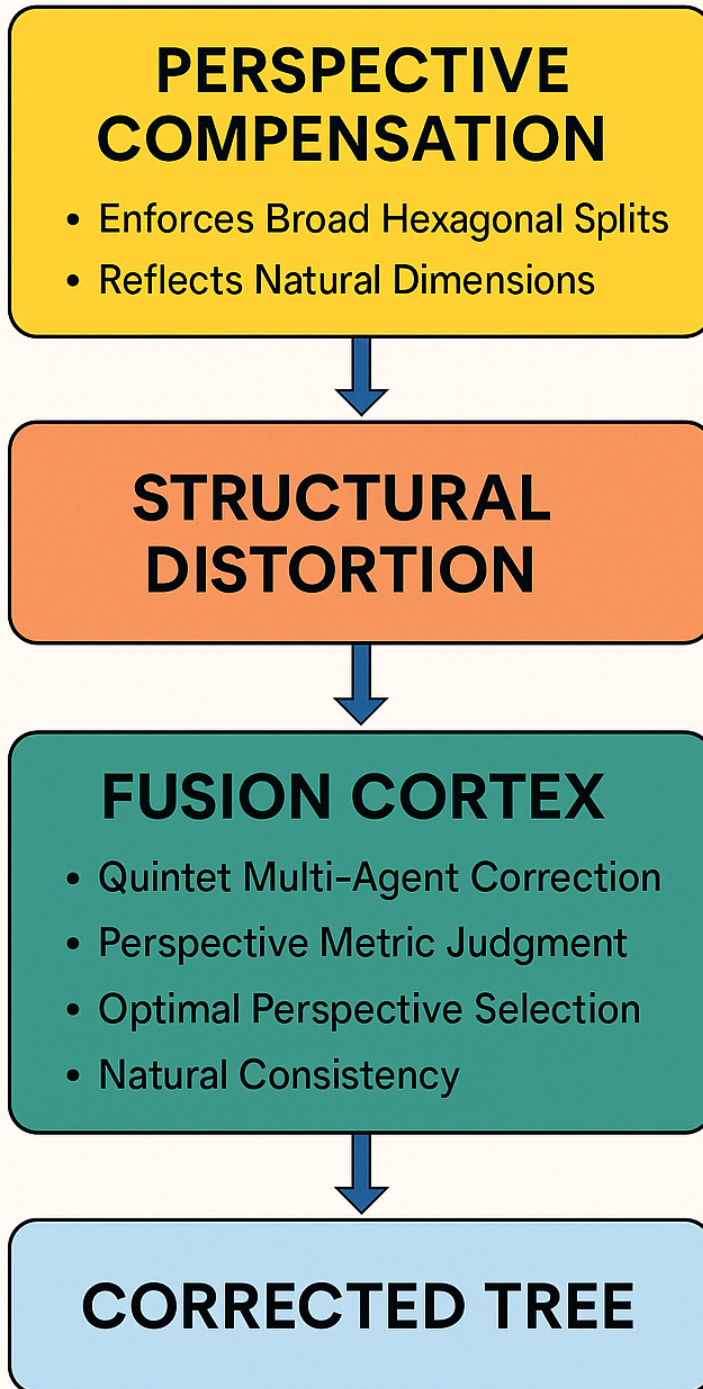 PERSPECTIVE
COMPENSATION
• Enforces Broad Hexagonal Splits
• Reflects Natural Dimensions
STRUCTURAL
DISTORTION
FUSION CORTEX
• Quintet Multi-Agent Correction
• Perspective Metric Judgment
• Optimal Perspective Selection
• Natural Consistency
CORRECTED TREE